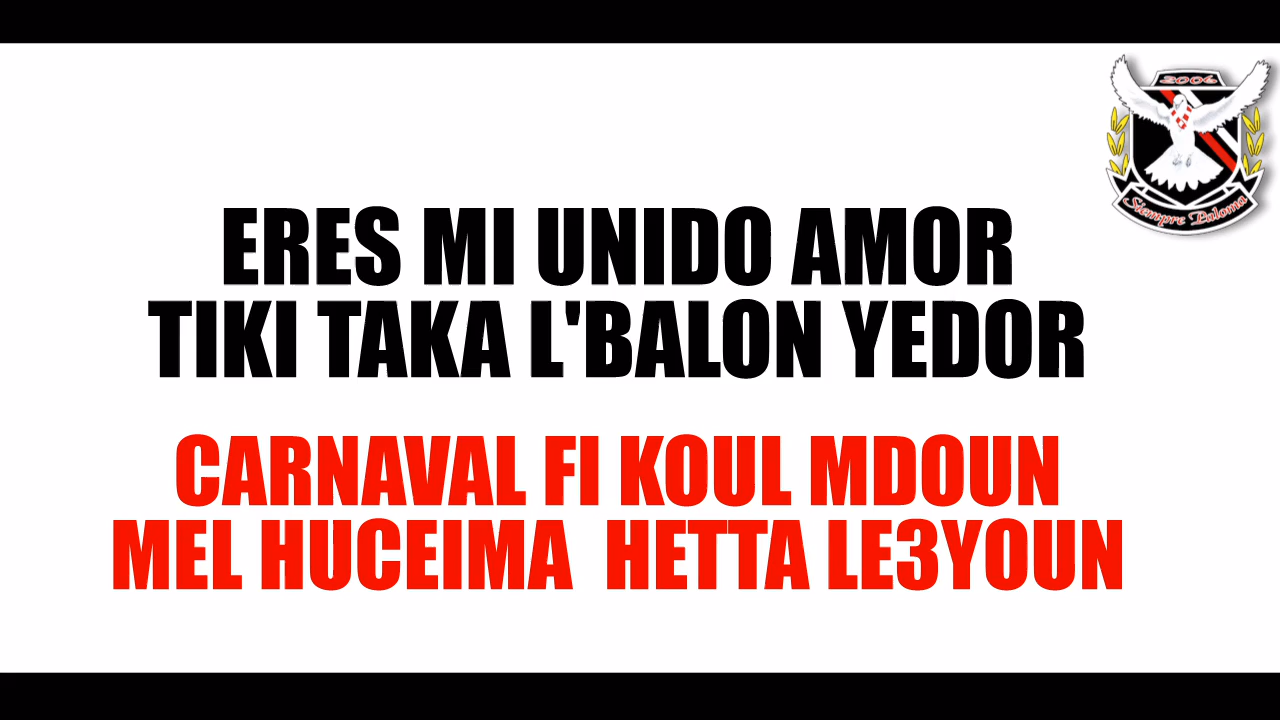 2006
Siempre Paloma
ERES MI UNIDO AMOR
TIKI TAKA L'BALON YEDOR
CARNAVAL FI KOUL MDOUN
MEL HUCEIMA HETTA LE3YOUN